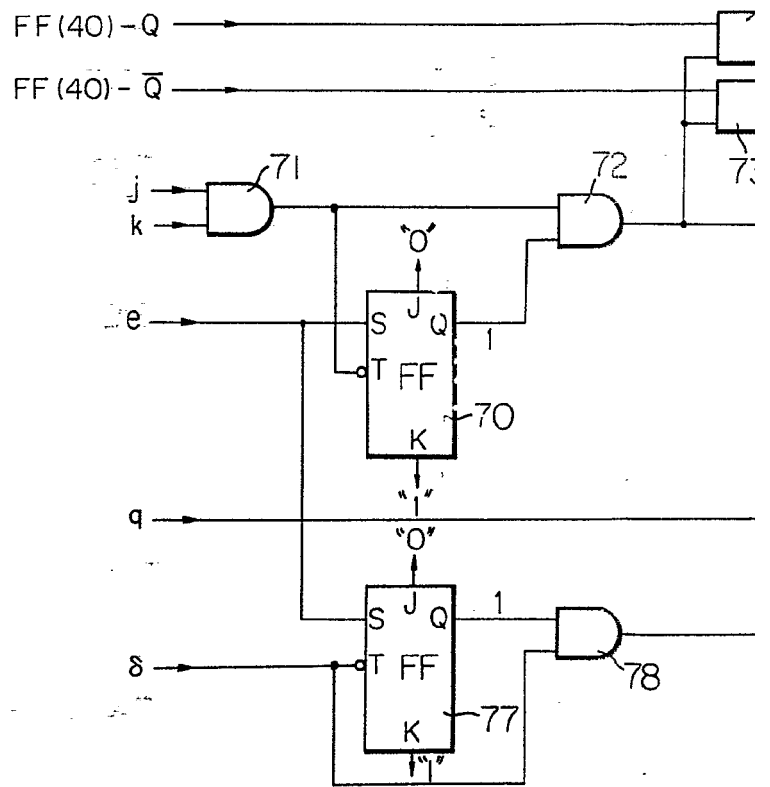 FF(40)-Q
FF(40)-Q̅
73
j
71
72
k
"0"
e
S J Q
1
T FF
70
K
"1"
q
"0"
S J Q 1
δ
T FF
78
77
K
"1"